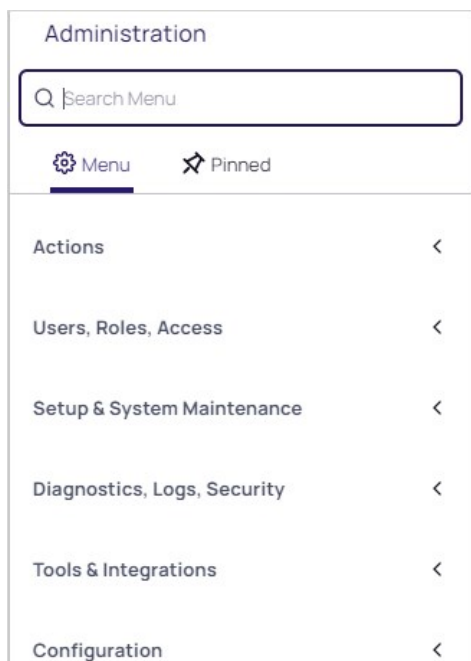 Administration
Search Menu
Menu Pinned
Actions
Users, Roles, Access
Setup & System Maintenance
Diagnostics, Logs, Security
Tools & Integrations
Configuration